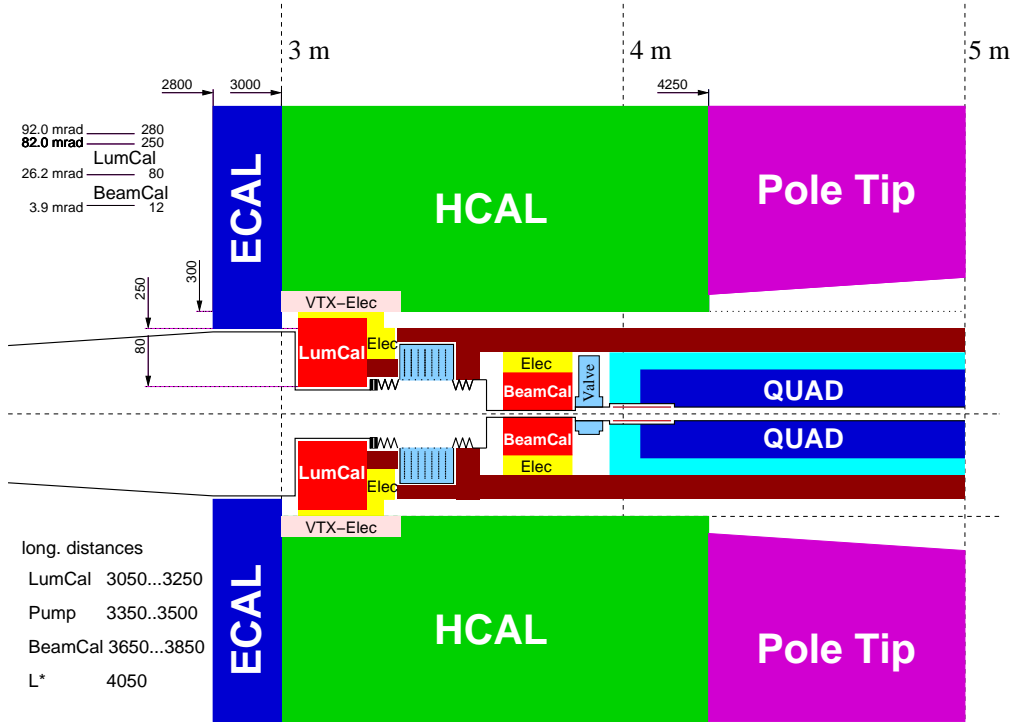 3 m
4 m
5 m
2800
3000
4250
92.0 mrad 280
82.0 mrad 250
LumCal
26.2 mrad 80
BeamCal
3.9 mrad 12
ECAL
HCAL
Pole Tip
300
250
80
VTX-Elec
LumCal
Elec
Elec
BeamCal
Valve
QUAD
BeamCal
QUAD
Elec
LumCal
Elec
VTX-Elec
long. distances
LumCal 3050...3250
Pump 3350..3500
BeamCal 3650...3850
L* 4050
ECAL
HCAL
Pole Tip